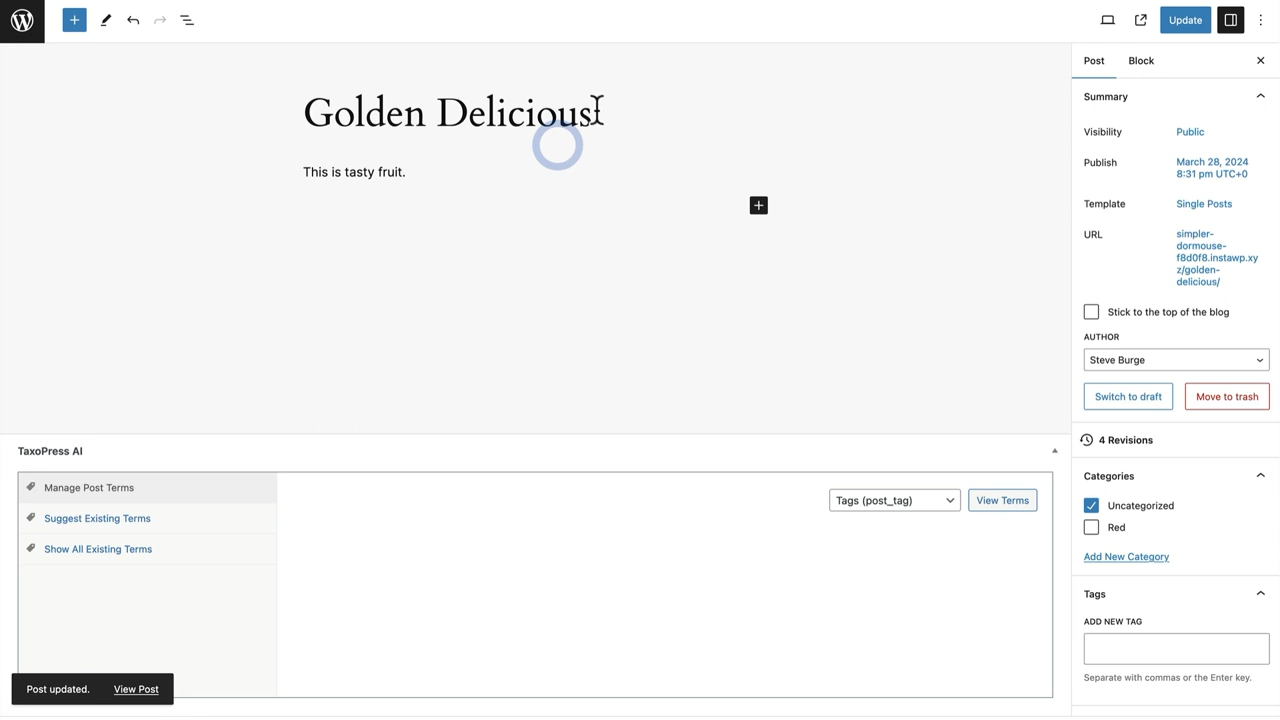 Update
Golden Delicious
This is tasty fruit.
Post
Block
Summary
Visibility
Public
Publish
March 28, 2024
8:31 pm UTC+0
Template
Single Posts
URL
simpler-
dormouse-
f8d0f8.instawp.xy
z/golden-
delicious/
Stick to the top of the blog
AUTHOR
Steve Burge
Switch to draft
Move to trash
4 Revisions
Categories
Uncategorized
Red
Add New Category
Tags
ADD NEW TAG
Separate with commas or the Enter key.
TaxoPress AI
Manage Post Terms
Suggest Existing Terms
Show All Existing Terms
Tags (post_tag)
View Terms
Post updated.
View Post